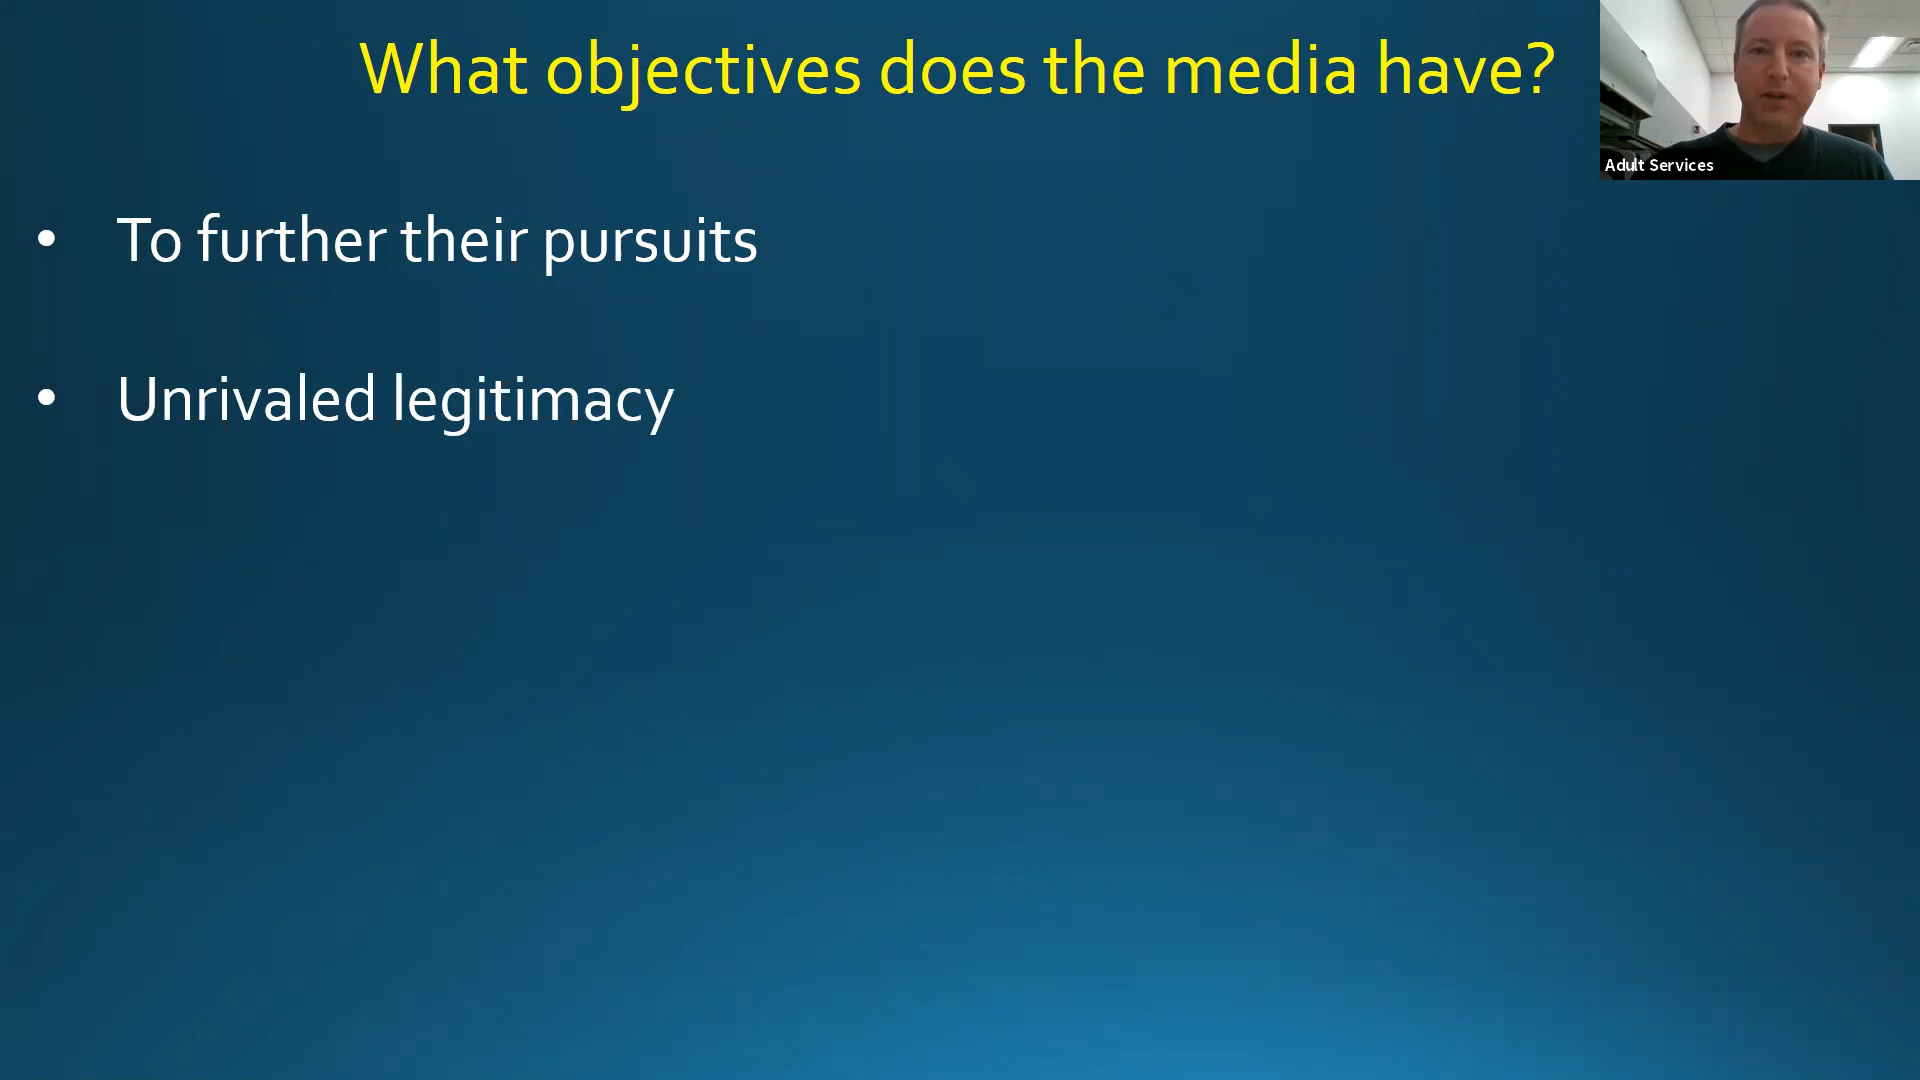 What objectives does the media have?
Adult Services
• To further their pursuits
• Unrivaled legitimacy